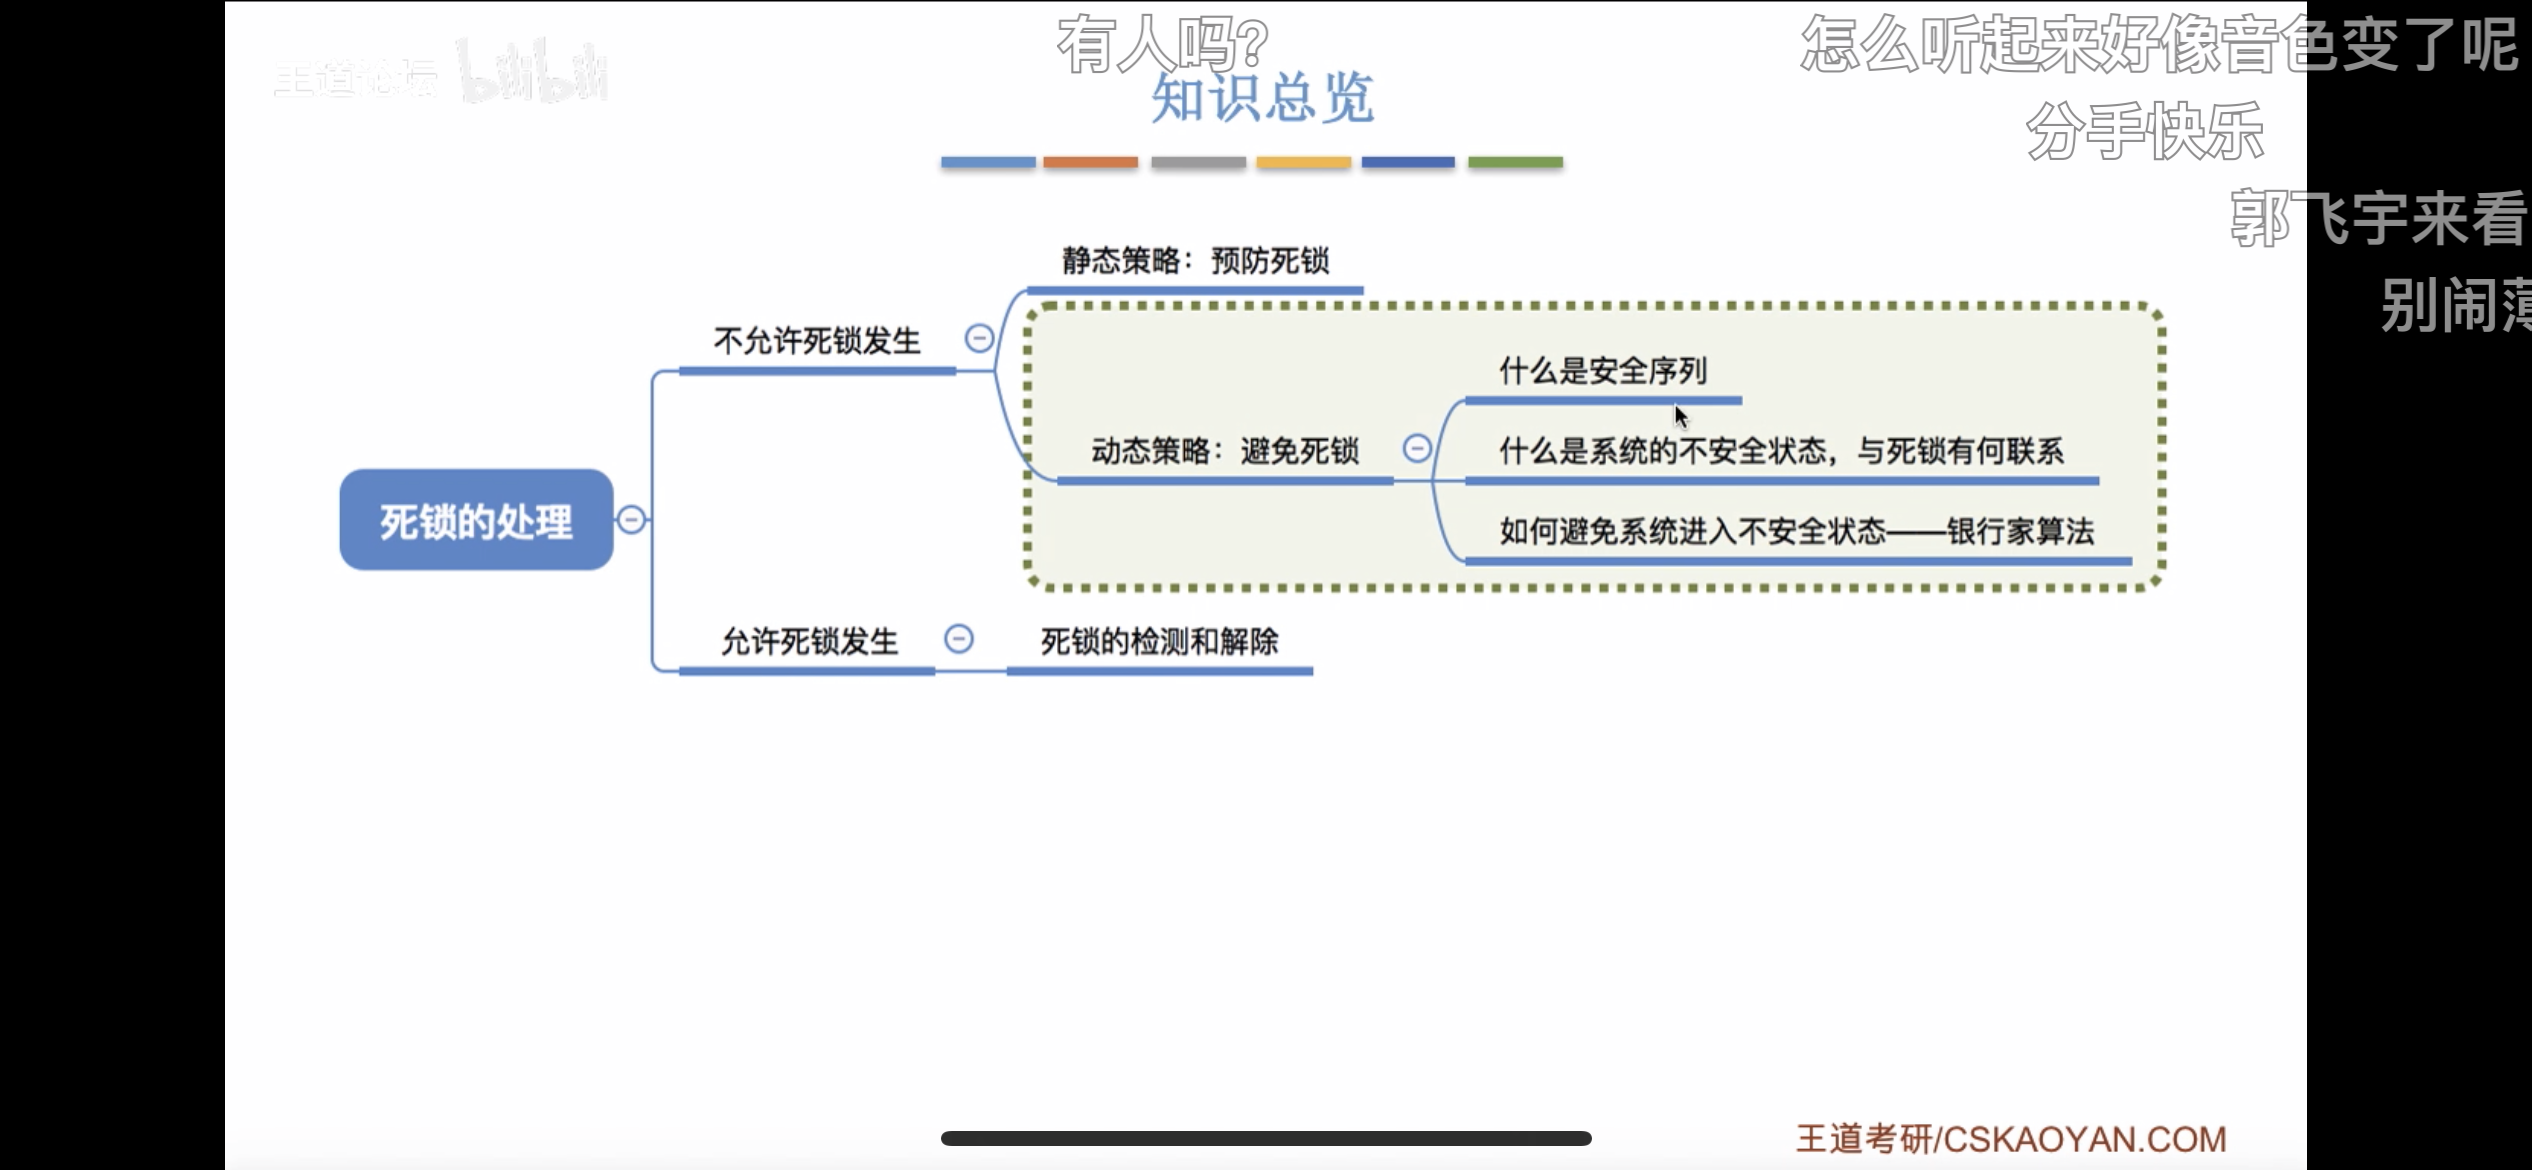 有人吗？
怎么听起来好像音色变了呢
王道论坛 bilibili
知识总览
分手快乐
郭飞宇来看
别闹
静态策略：预防死锁
不允许死锁发生
什么是安全序列
动态策略：避免死锁
什么是系统的不安全状态，与死锁有何联系
死锁的处理
如何避免系统进入不安全状态——银行家算法
允许死锁发生
死锁的检测和解除
王道考研/CSKAOYAN.COM